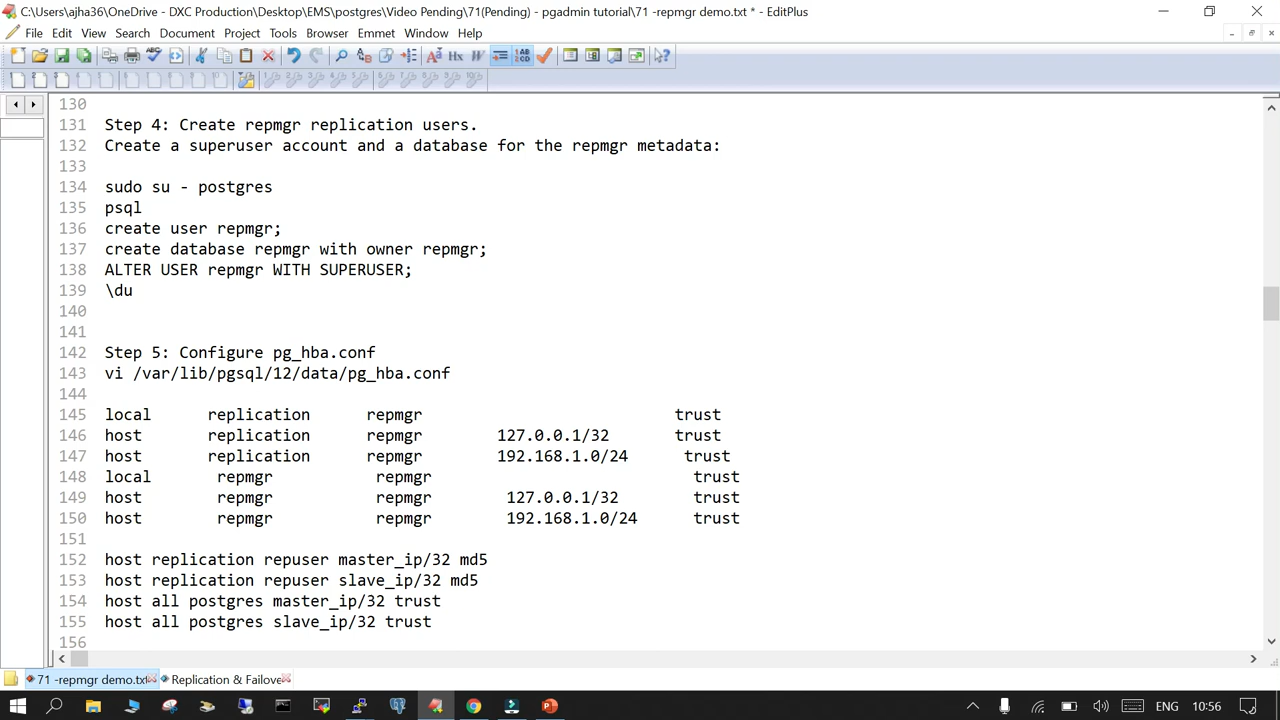 C:\Users\ajha36\OneDrive - DXC Production\Desktop\EMS\postgres\Video Pending\71(Pending) - pgadmin tutorial\71 -repmgr demo.txt * - EditPlus
File Edit View Search Document Project Tools Browser Emmet Window Help
130
131 Step 4: Create repmgr replication users.
132 Create a superuser account and a database for the repmgr metadata:
133
134 sudo su - postgres
135 psql
136 create user repmgr;
137 create database repmgr with owner repmgr;
138 ALTER USER repmgr WITH SUPERUSER;
139 \du
140
141
142 Step 5: Configure pg_hba.conf
143 vi /var/lib/pgsql/12/data/pg_hba.conf
144
145 local replication repmgr trust
146 host replication repmgr 127.0.0.1/32 trust
147 host replication repmgr 192.168.1.0/24 trust
148 local repmgr repmgr trust
149 host repmgr repmgr 127.0.0.1/32 trust
150 host repmgr repmgr 192.168.1.0/24 trust
151
152 host replication repuser master_ip/32 md5
153 host replication repuser slave_ip/32 md5
154 host all postgres master_ip/32 trust
155 host all postgres slave_ip/32 trust
156
71 -repmgr demo.txt Replication & Failove
ENG 10:56